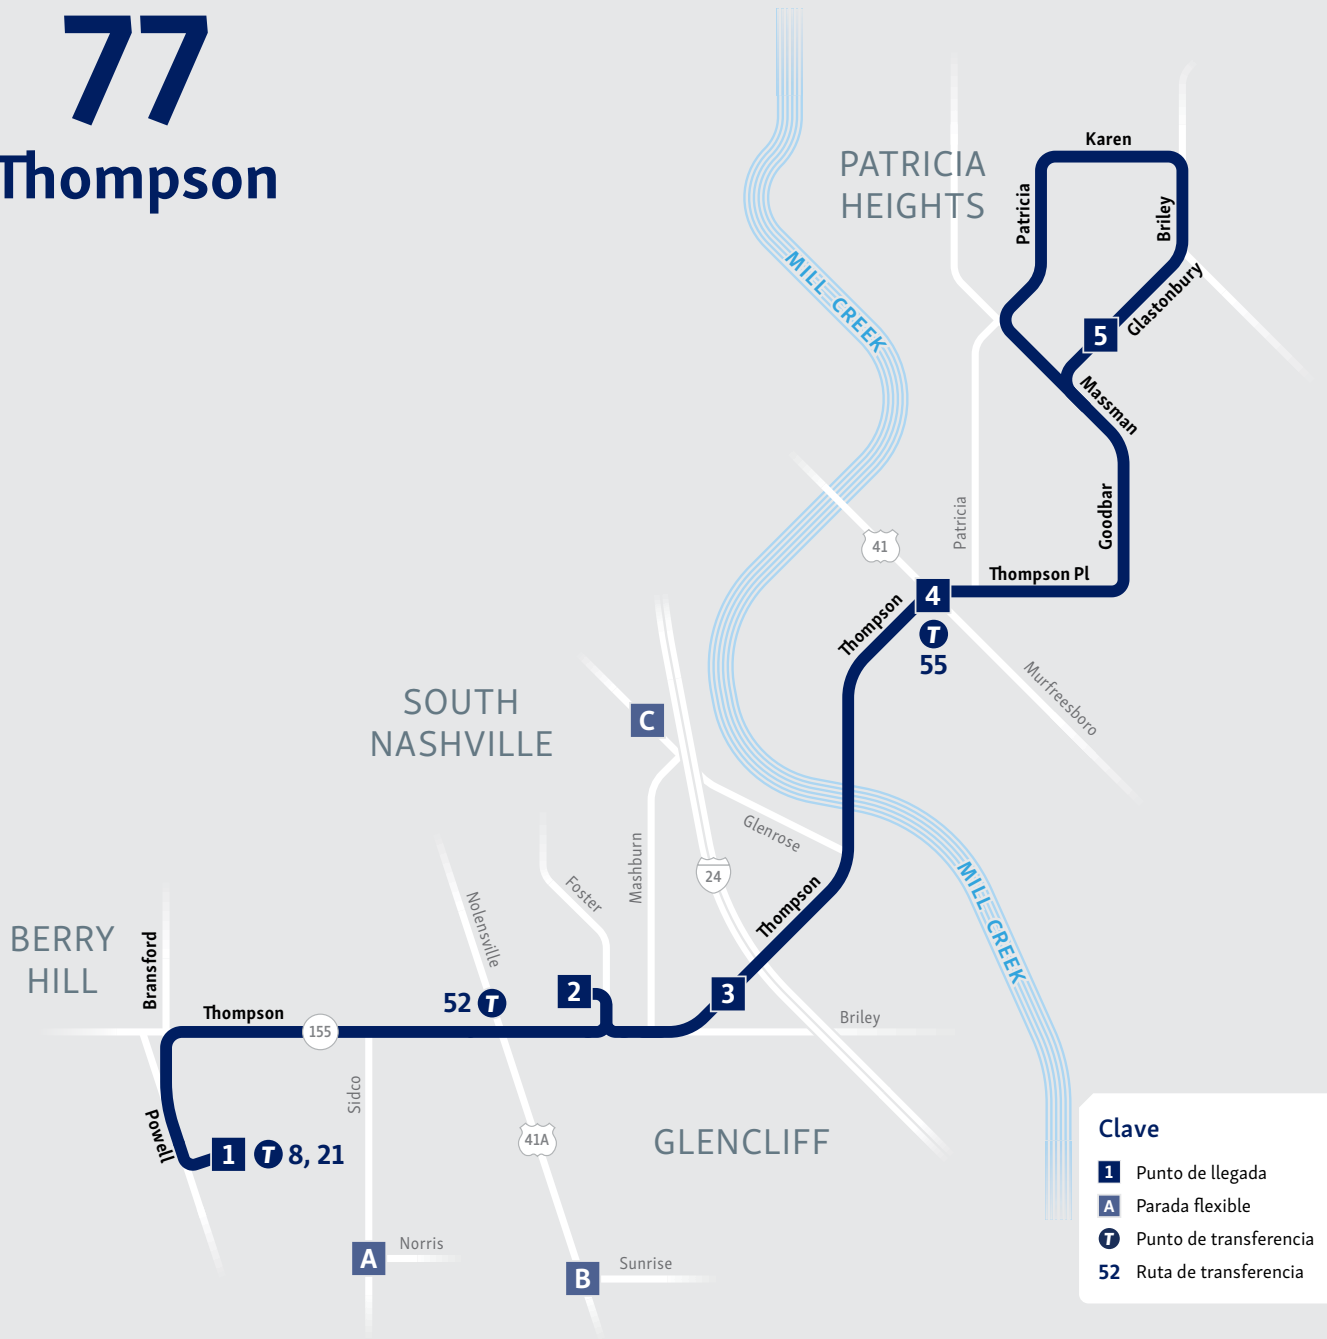 77
Thompson
Karen
PATRICIA
HEIGHTS
Patricia
Briley
MILL CREEK
Glastonbury
5
Massman
Goodbar
Patricia
41
Thompson Pl
4
T
55
Thompson
Murfreesboro
SOUTH
NASHVILLE
C
Glenrose
Mashburn
24
Foster
Nolensville
Thompson
MILL CREEK
BERRY
HILL
Bransford
52 T
2
3
Thompson
155
Briley
Sidco
Powell
1 T 8, 21
41A
GLENCLIFF
A
Norris
B
Sunrise
Clave
1 Punto de llegada
A Parada flexible
T Punto de transferencia
52 Ruta de transferencia